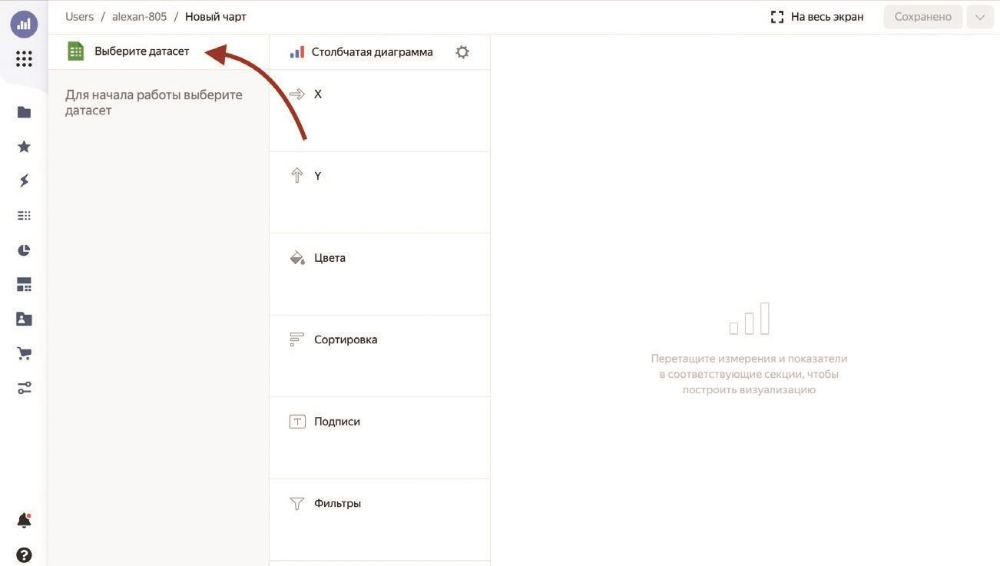 Users / alexan-805 / Новый чарт
На весь экран
Сохранено
Выберите датасет
Для начала работы выберите
датасет
Столбчатая диаграмма
X
Y
Цвета
Сортировка
T
Подписи
Фильтры
Перетащите измерения и показатели
в соответствующие секции, чтобы
построить визуализацию
?